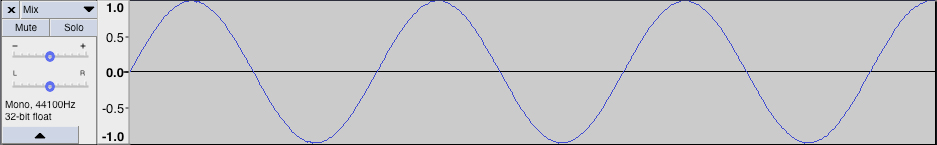 × Mix
Mute Solo
- +
L R
Mono, 44100Hz
32-bit float
1.0
0.5
0.0
-0.5
-1.0